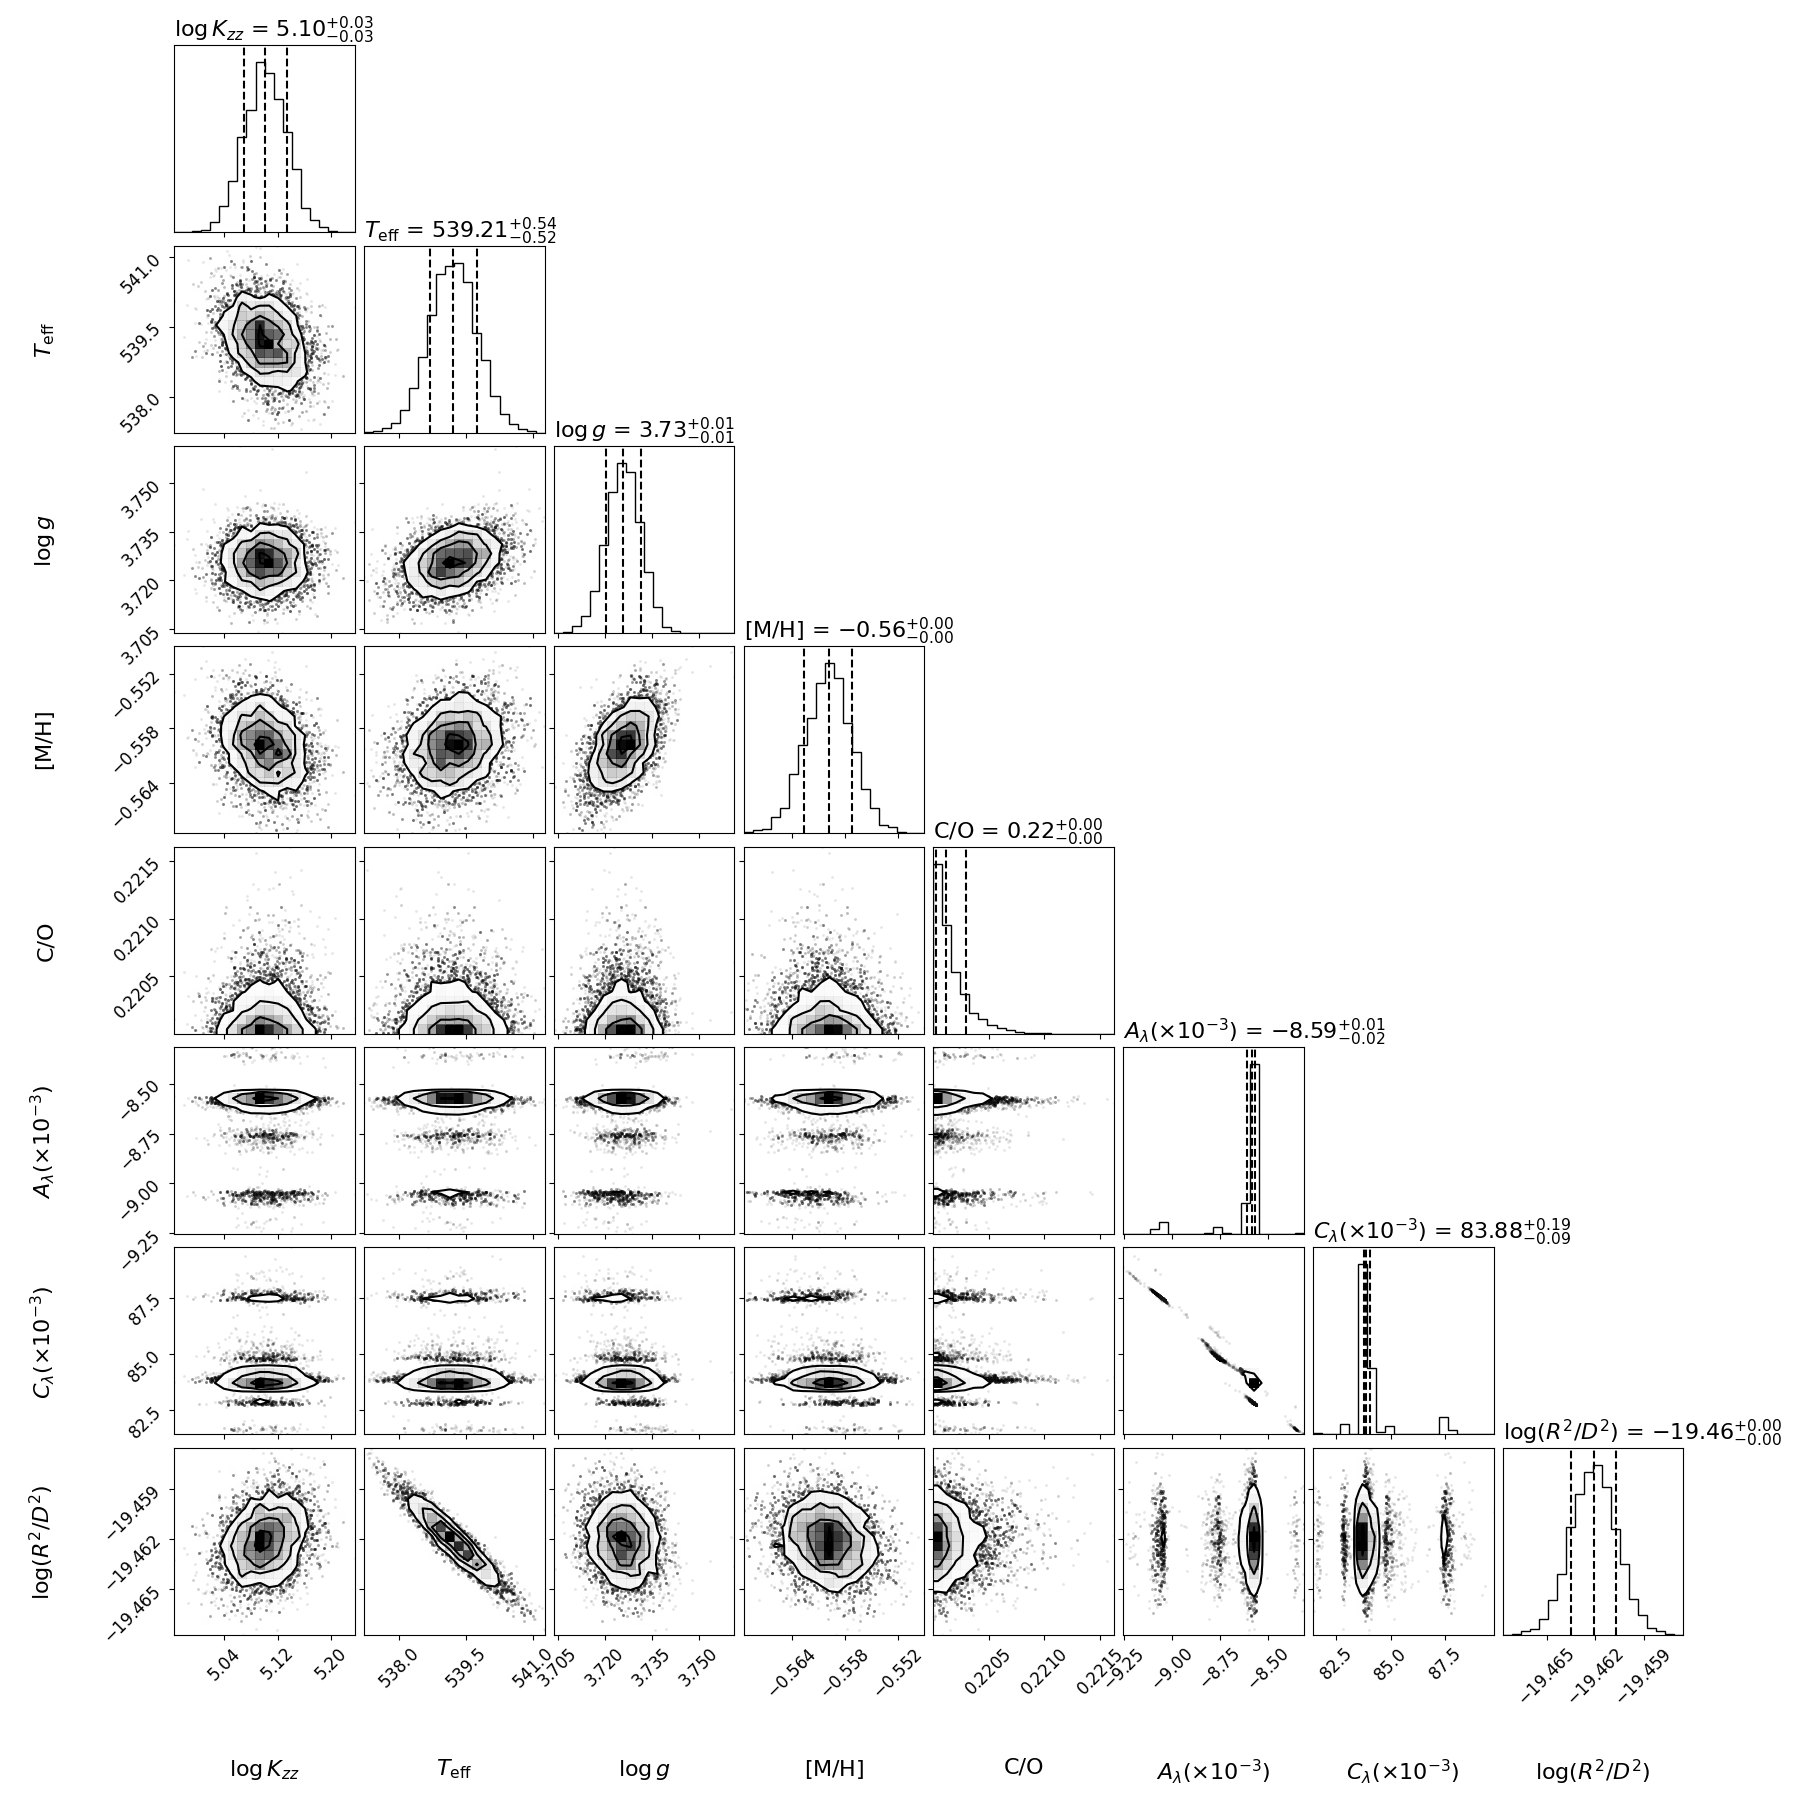 log K_zz = 5.10^{+0.03}_{−0.03}
T_eff = 539.21^{+0.54}_{−0.52}
541.0
539.5
538.0
T_eff
log g = 3.73^{+0.01}_{−0.01}
3.750
3.735
3.720
3.705
log g
[M/H] = −0.56^{+0.00}_{−0.00}
−0.552
−0.558
−0.564
[M/H]
C/O = 0.22^{+0.00}_{−0.00}
0.2215
0.2210
0.2205
C/O
A_λ(×10^{−3}) = −8.59^{+0.01}_{−0.02}
−8.50
−8.75
−9.00
−9.25
A_λ(×10^{−3})
C_λ(×10^{−3}) = 83.88^{+0.19}_{−0.09}
87.5
85.0
82.5
C_λ(×10^{−3})
log(R^2/D^2) = −19.46^{+0.00}_{−0.00}
−19.459
−19.462
−19.465
log(R^2/D^2)
5.04 5.12 5.20 538.0 539.5 541.0 3.705 3.720 3.735 3.750 −0.564 −0.558 −0.552 0.2205 0.2210 0.2215 −9.25 −9.00 −8.75 −8.50 82.5 85.0 87.5 −19.465 −19.462 −19.459
log K_zz T_eff log g [M/H] C/O A_λ(×10^{−3}) C_λ(×10^{−3}) log(R^2/D^2)